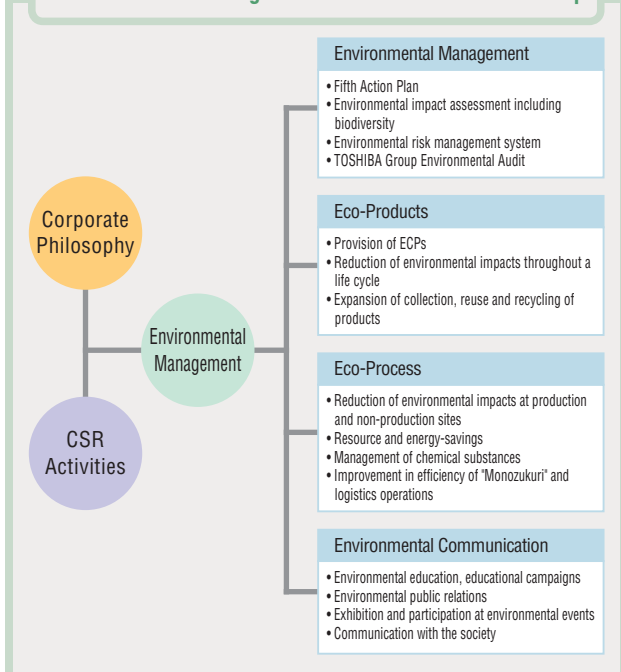 Environmental Management
• Fifth Action Plan
• Environmental impact assessment including
biodiversity
• Environmental risk management system
• TOSHIBA Group Environmental Audit
Eco-Products
• Provision of ECPs
• Reduction of environmental impacts throughout a
life cycle
• Expansion of collection, reuse and recycling of
products
Corporate
Philosophy
Environmental
Management
CSR
Activities
Eco-Process
• Reduction of environmental impacts at production
and non-production sites
• Resource and energy-savings
• Management of chemical substances
• Improvement in efficiency of "Monozukuri" and
logistics operations
Environmental Communication
• Environmental education, educational campaigns
• Environmental public relations
• Exhibition and participation at environmental events
• Communication with the society